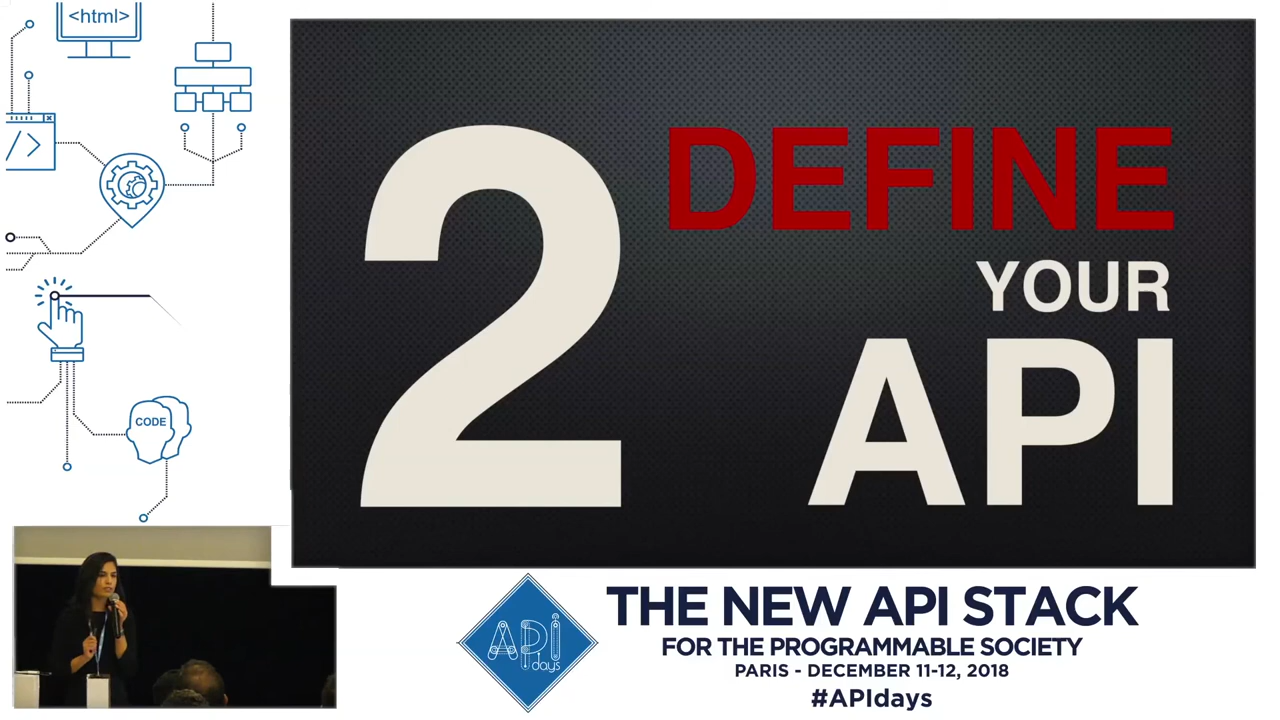 <html>
</>
CODE
2
DEFINE
YOUR
API
API
days
THE NEW API STACK
FOR THE PROGRAMMABLE SOCIETY
PARIS - DECEMBER 11-12, 2018
#APIdays